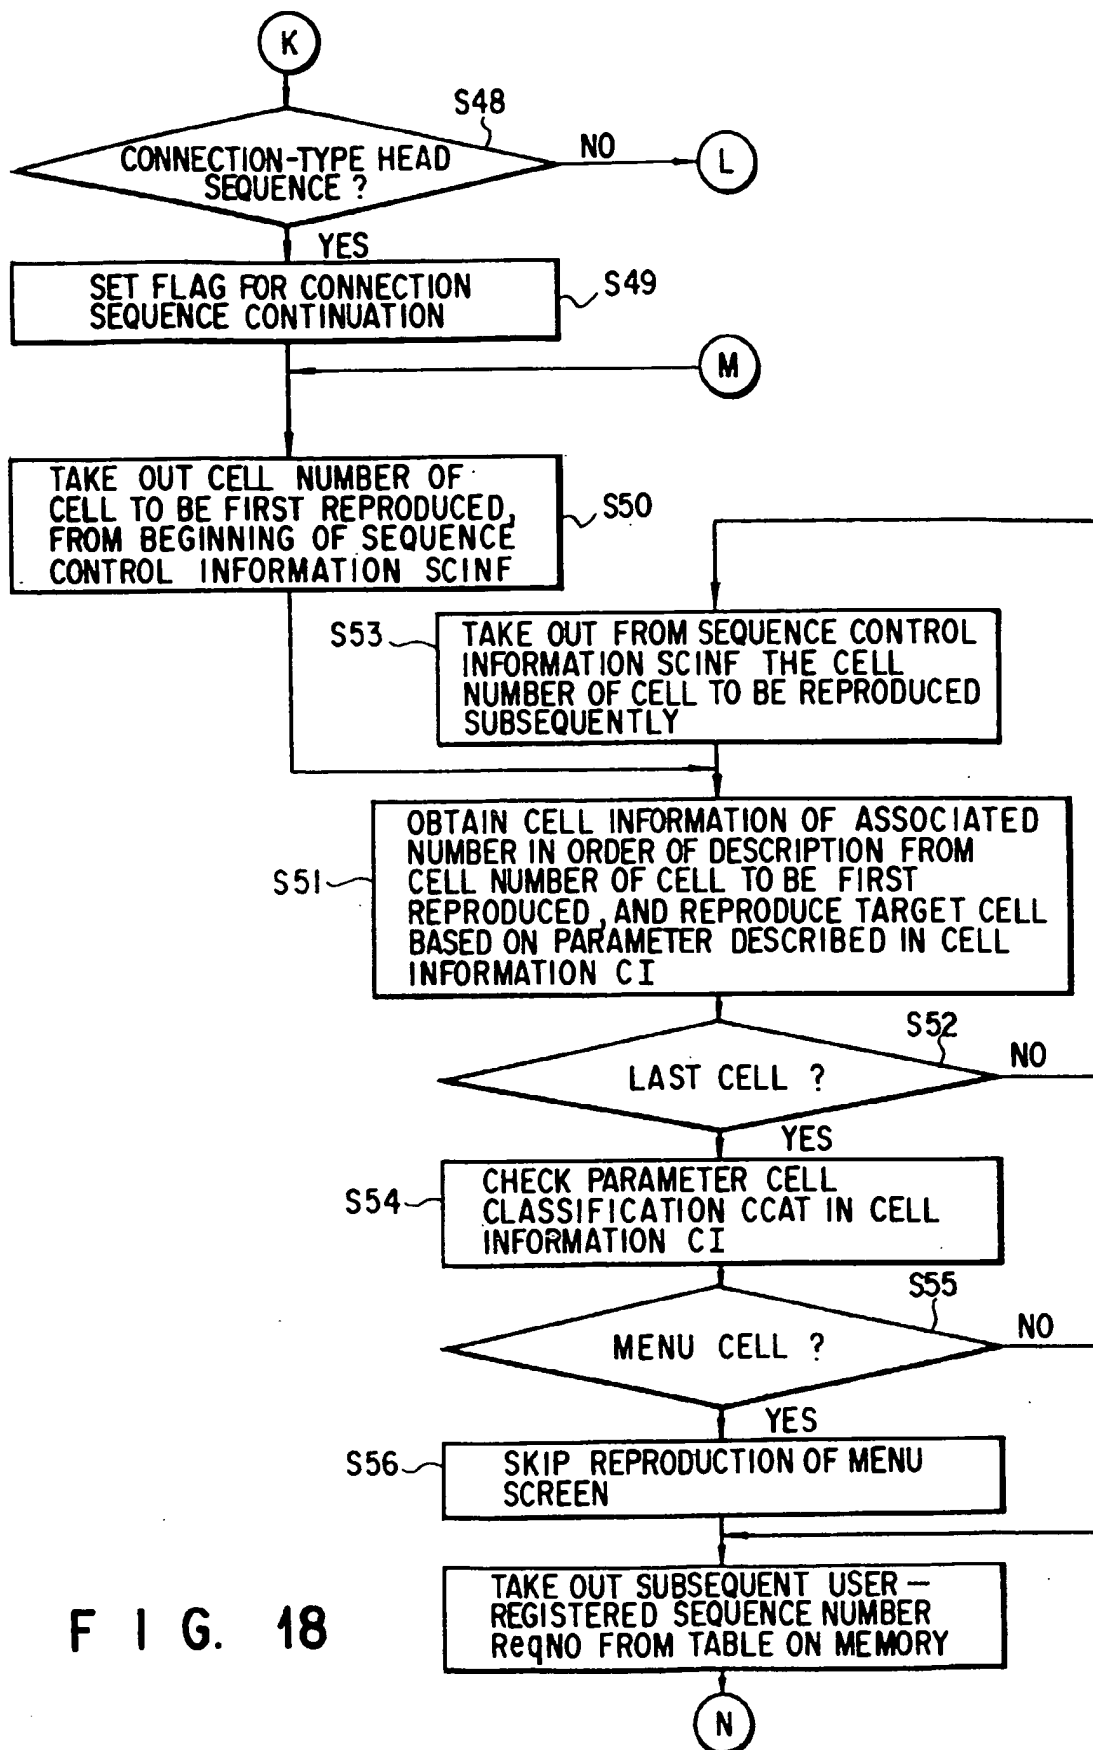 K
S48
CONNECTION-TYPE HEAD
SEQUENCE ?
NO
L
YES
SET FLAG FOR CONNECTION
SEQUENCE CONTINUATION
S49
M
TAKE OUT CELL NUMBER OF
CELL TO BE FIRST REPRODUCED,
FROM BEGINNING OF SEQUENCE
CONTROL INFORMATION SCINF
S50
S53
TAKE OUT FROM SEQUENCE CONTROL
INFORMATION SCINF THE CELL
NUMBER OF CELL TO BE REPRODUCED
SUBSEQUENTLY
S51
OBTAIN CELL INFORMATION OF ASSOCIATED
NUMBER IN ORDER OF DESCRIPTION FROM
CELL NUMBER OF CELL TO BE FIRST
REPRODUCED, AND REPRODUCE TARGET CELL
BASED ON PARAMETER DESCRIBED IN CELL
INFORMATION CI
S52
LAST CELL ?
NO
YES
S54
CHECK PARAMETER CELL
CLASSIFICATION CCAT IN CELL
INFORMATION CI
S55
MENU CELL ?
NO
YES
S56
SKIP REPRODUCTION OF MENU
SCREEN
TAKE OUT SUBSEQUENT USER-
REGISTERED SEQUENCE NUMBER
ReqNO FROM TABLE ON MEMORY
N
FIG. 18